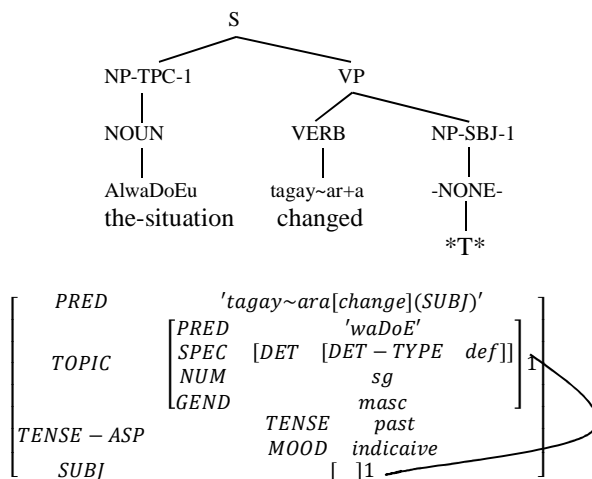 S
NP-TPC-1 VP
NOUN VERB NP-SBJ-1
AlwaDoEu tagay~ar+a -NONE-
the-situation changed
*T*
PRED 'tagay~ara[change](SUBJ)'
PRED 'waDoE'
SPEC [DET [DET − TYPE def]]
TOPIC 1
NUM sg
GEND masc
TENSE past
TENSE − ASP
MOOD indicaive
SUBJ [ ]1